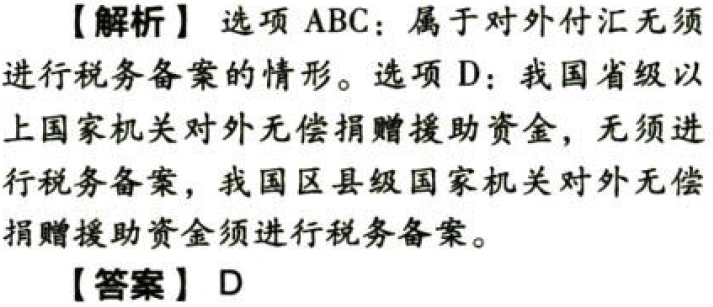 【解析】 选项 ABC：属于对外付汇无须
进行税务备案的情形。选项 D：我国省级以
上国家机关对外无偿捐赠援助资金，无须进
行税务备案，我国区县级国家机关对外无偿
捐赠援助资金须进行税务备案。
【答案】 D